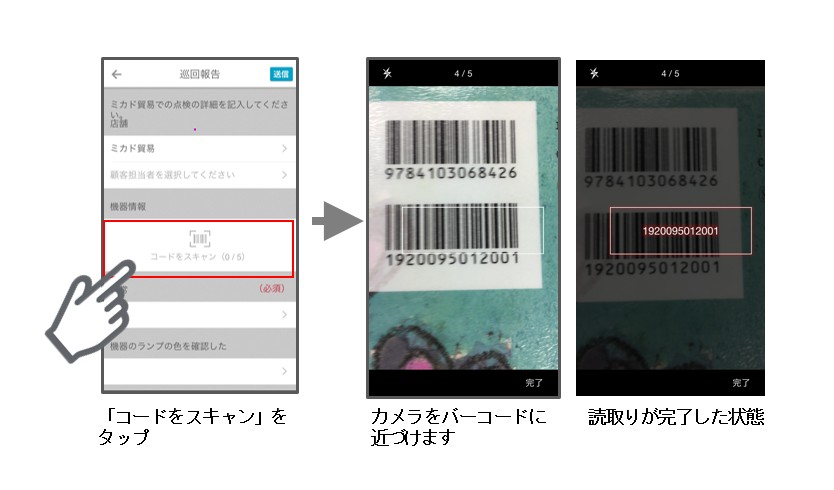 巡回報告
送信
ミカド貿易での点検の詳細を記入してくださ
い。
店舗
ミカド貿易
顧客担当者を選択してください
機器情報
コードをスキャン（0 / 5）
（必須）
機器のランプの色を確認した
「コードをスキャン」を
タップ
4 / 5
9784103068426
1920095012001
完了
カメラをバーコードに
近づけます
4 / 5
9784103068426
1920095012001
1920095012001
完了
読取りが完了した状態